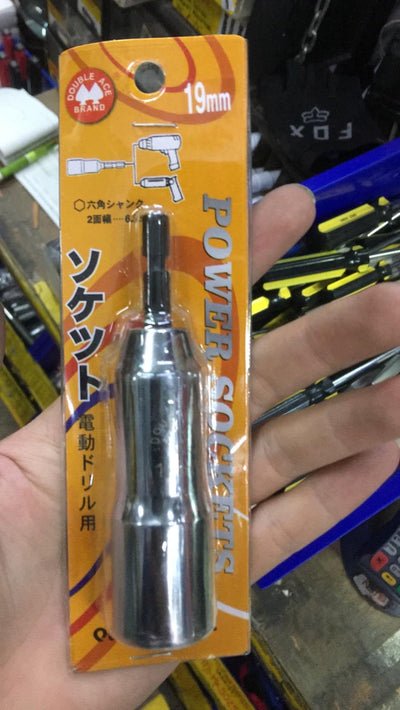 DOUBLE ACE
BRAND
19mm
六角シャンク
2面幅‥‥6.
POWER SOCKETS
ソケット
電動ドリル用
FOX